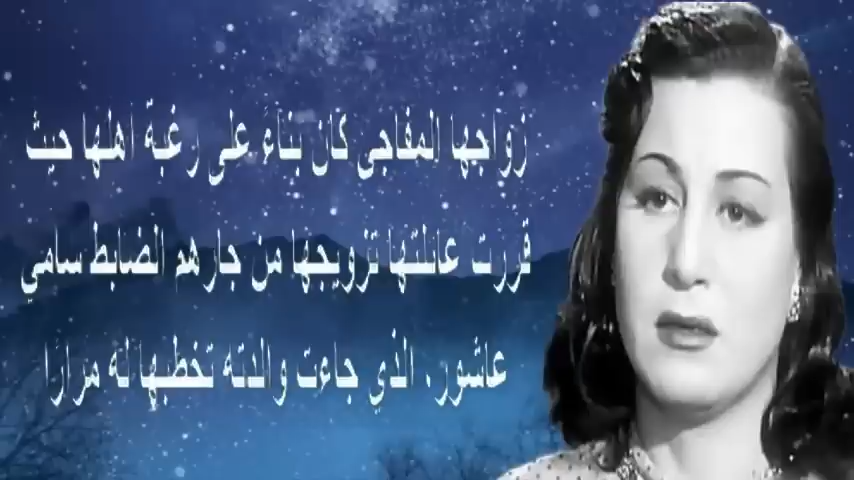 زواجها المفاجى كان بناءً على رغبة اهلها حيث
قررت عائلتها تزويجها من جارهم الضابط سامي
عاشور. الذي جاءت والدته تخطبها له مرارا